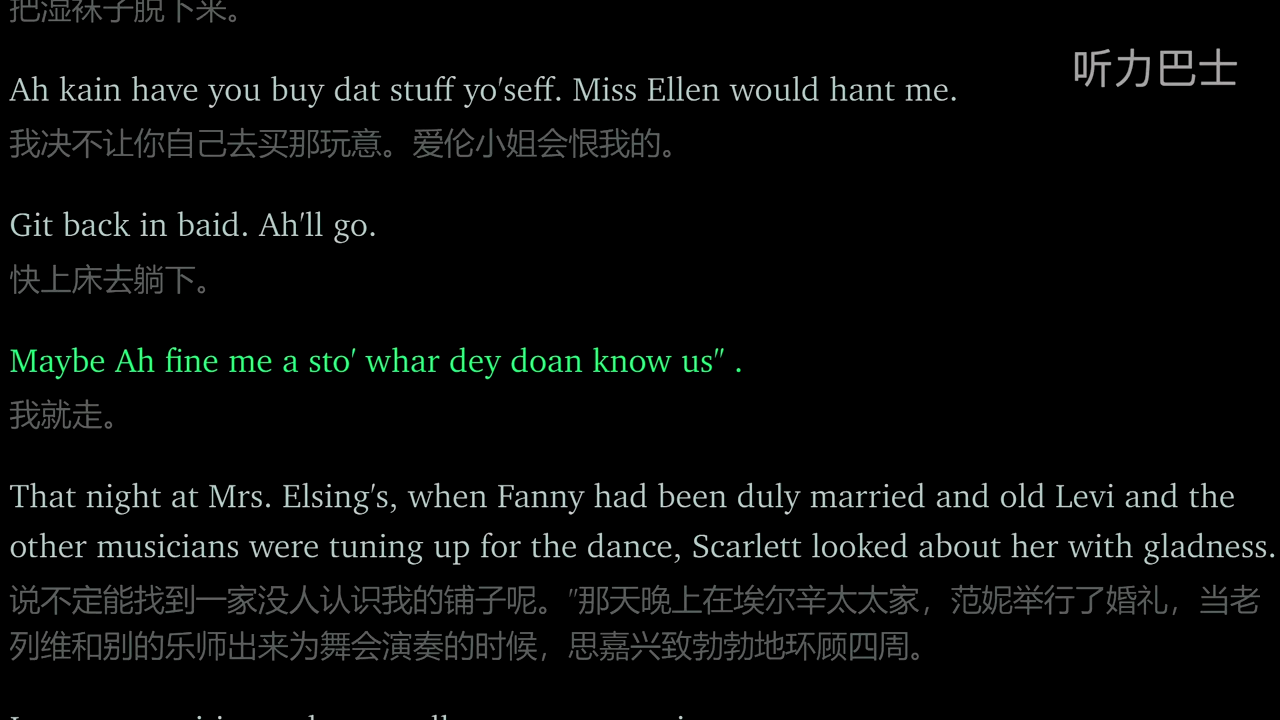 把湿袜子脱下来。
听力巴士
Ah kain have you buy dat stuff yo'seff. Miss Ellen would hant me.
我决不让你自己去买那玩意。爱伦小姐会恨我的。
Git back in baid. Ah'll go.
快上床去躺下。
Maybe Ah fine me a sto' whar dey doan know us" .
我就走。
That night at Mrs. Elsing's, when Fanny had been duly married and old Levi and the
other musicians were tuning up for the dance, Scarlett looked about her with gladness.
说不定能找到一家没人认识我的铺子呢。"那天晚上在埃尔辛太太家，范妮举行了婚礼，当老
列维和别的乐师出来为舞会演奏的时候，思嘉兴致勃勃地环顾四周。